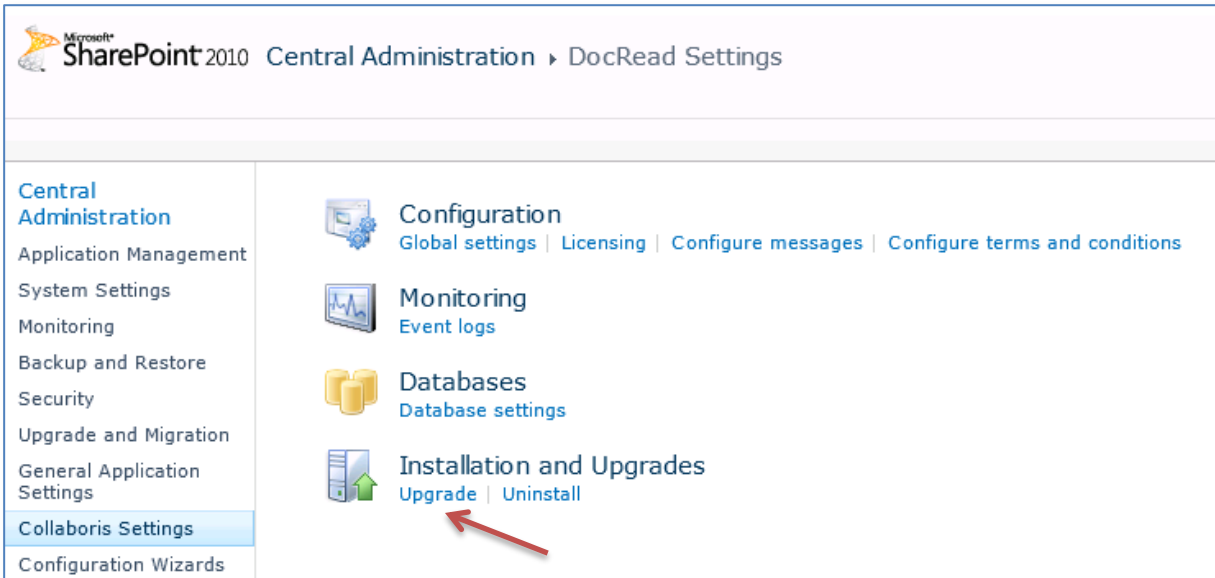 Microsoft®
SharePoint 2010 Central Administration ▸ DocRead Settings
Central
Administration
Application Management
System Settings
Monitoring
Backup and Restore
Security
Upgrade and Migration
General Application
Settings
Collaboris Settings
Configuration Wizards
Configuration
Global settings | Licensing | Configure messages | Configure terms and conditions
Monitoring
Event logs
Databases
Database settings
Installation and Upgrades
Upgrade | Uninstall